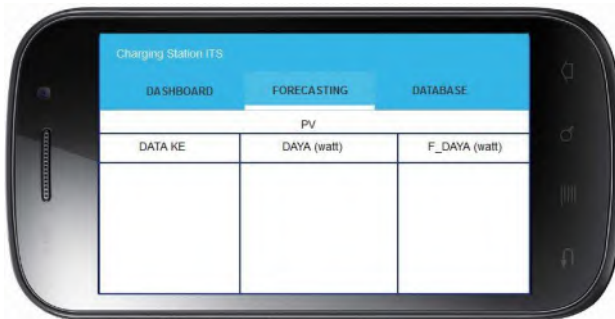 Charging Station ITS
DASHBOARD FORECASTING DATABASE
PV
DATA KE DAYA (watt) F_DAYA (watt)